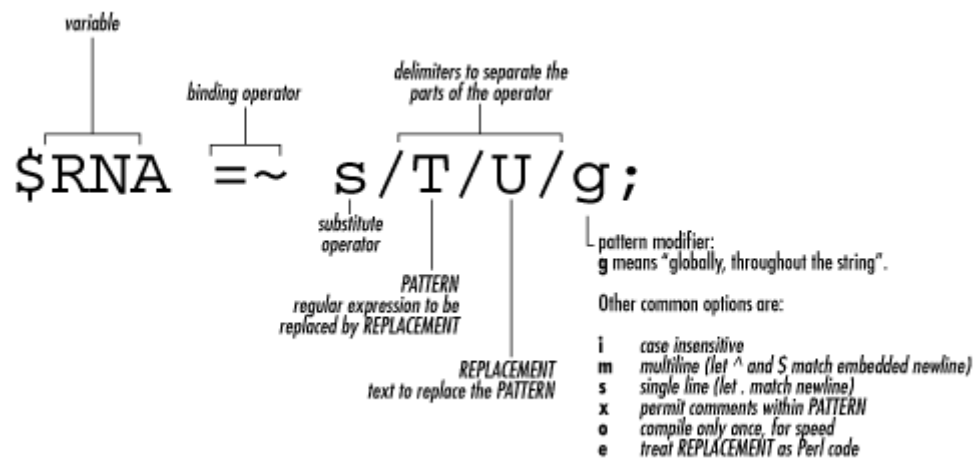 variable
delimiters to separate the
parts of the operator
binding operator
$RNA =~ s/T/U/g;
substitute
operator
pattern modifier:
g means "globally, throughout the string".
PATTERN
regular expression to be
replaced by REPLACEMENT
Other common options are:
i case insensitive
m multiline (let ^ and $ match embedded newline)
s single line (let . match newline)
x permit comments within PATTERN
o compile only once, for speed
e treat REPLACEMENT as Perl code
REPLACEMENT
text to replace the PATTERN